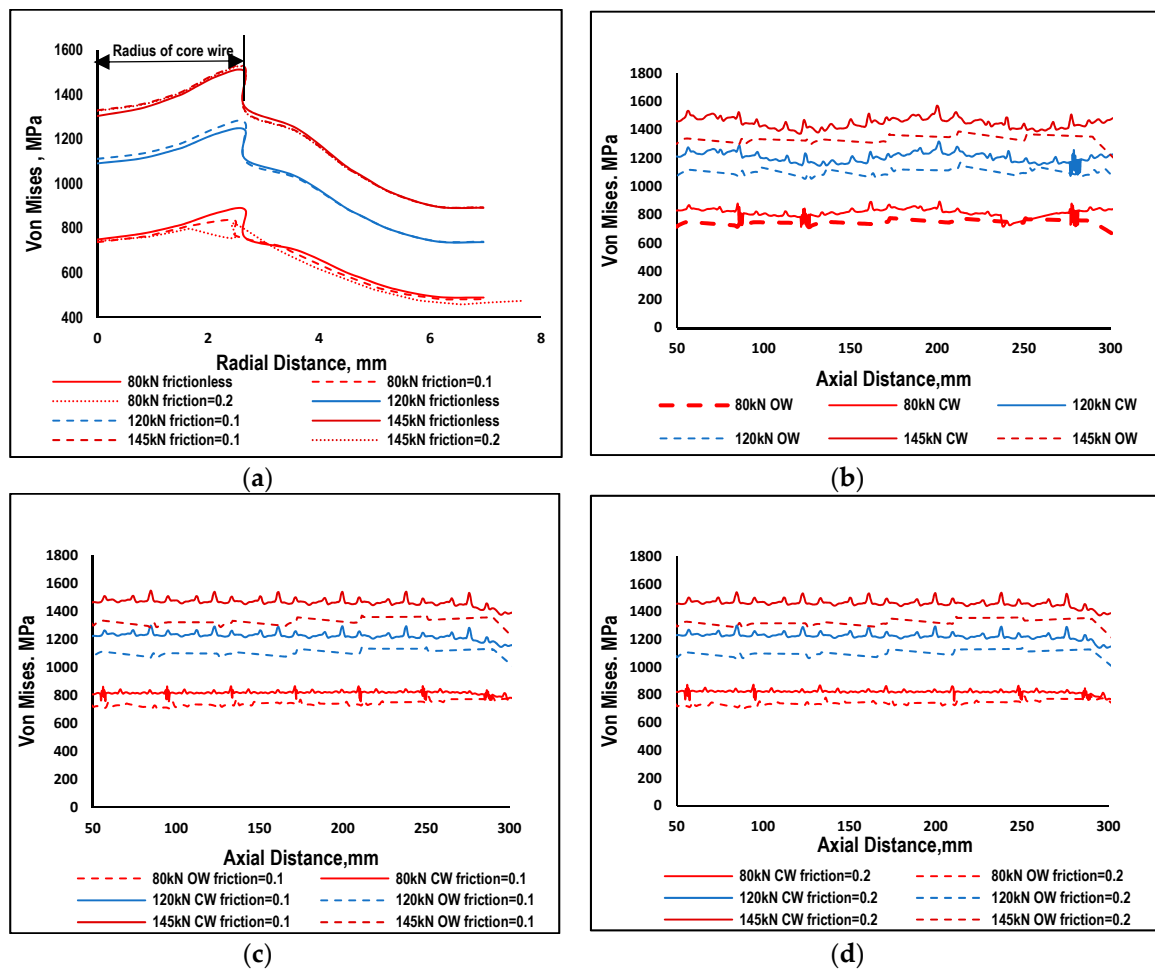 Radius of core wire
1600
1400
1200
1000
800
600
400
Von Mises , MPa
0 2 4 6 8
Radial Distance, mm
80kN frictionless 80kN friction=0.1
80kN friction=0.2 120kN frictionless
120kN friction=0.1 145kN frictionless
145kN friction=0.1 145kN friction=0.2
(a)
1800
1600
1400
1200
1000
800
600
400
200
0
Von Mises. MPa
50 100 150 200 250 300
Axial Distance,mm
80kN OW 80kN CW 120kN CW
120kN OW 145kN CW 145kN OW
(b)
1800
1600
1400
1200
1000
800
600
400
200
0
Von Mises. MPa
50 100 150 200 250 300
Axial Distance,mm
80kN OW friction=0.1 80kN CW friction=0.1
120kN CW friction=0.1 120kN OW friction=0.1
145kN CW friction=0.1 145kN OW friction=0.1
(c)
1800
1600
1400
1200
1000
800
600
400
200
0
Von Mises. MPa
50 100 150 200 250 300
Axial Distance,mm
80kN CW friction=0.2 80kN OW friction=0.2
120kN CW friction=0.2 120kN OW friction=0.2
145kN CW friction=0.2 145kN OW friction=0.2
(d)